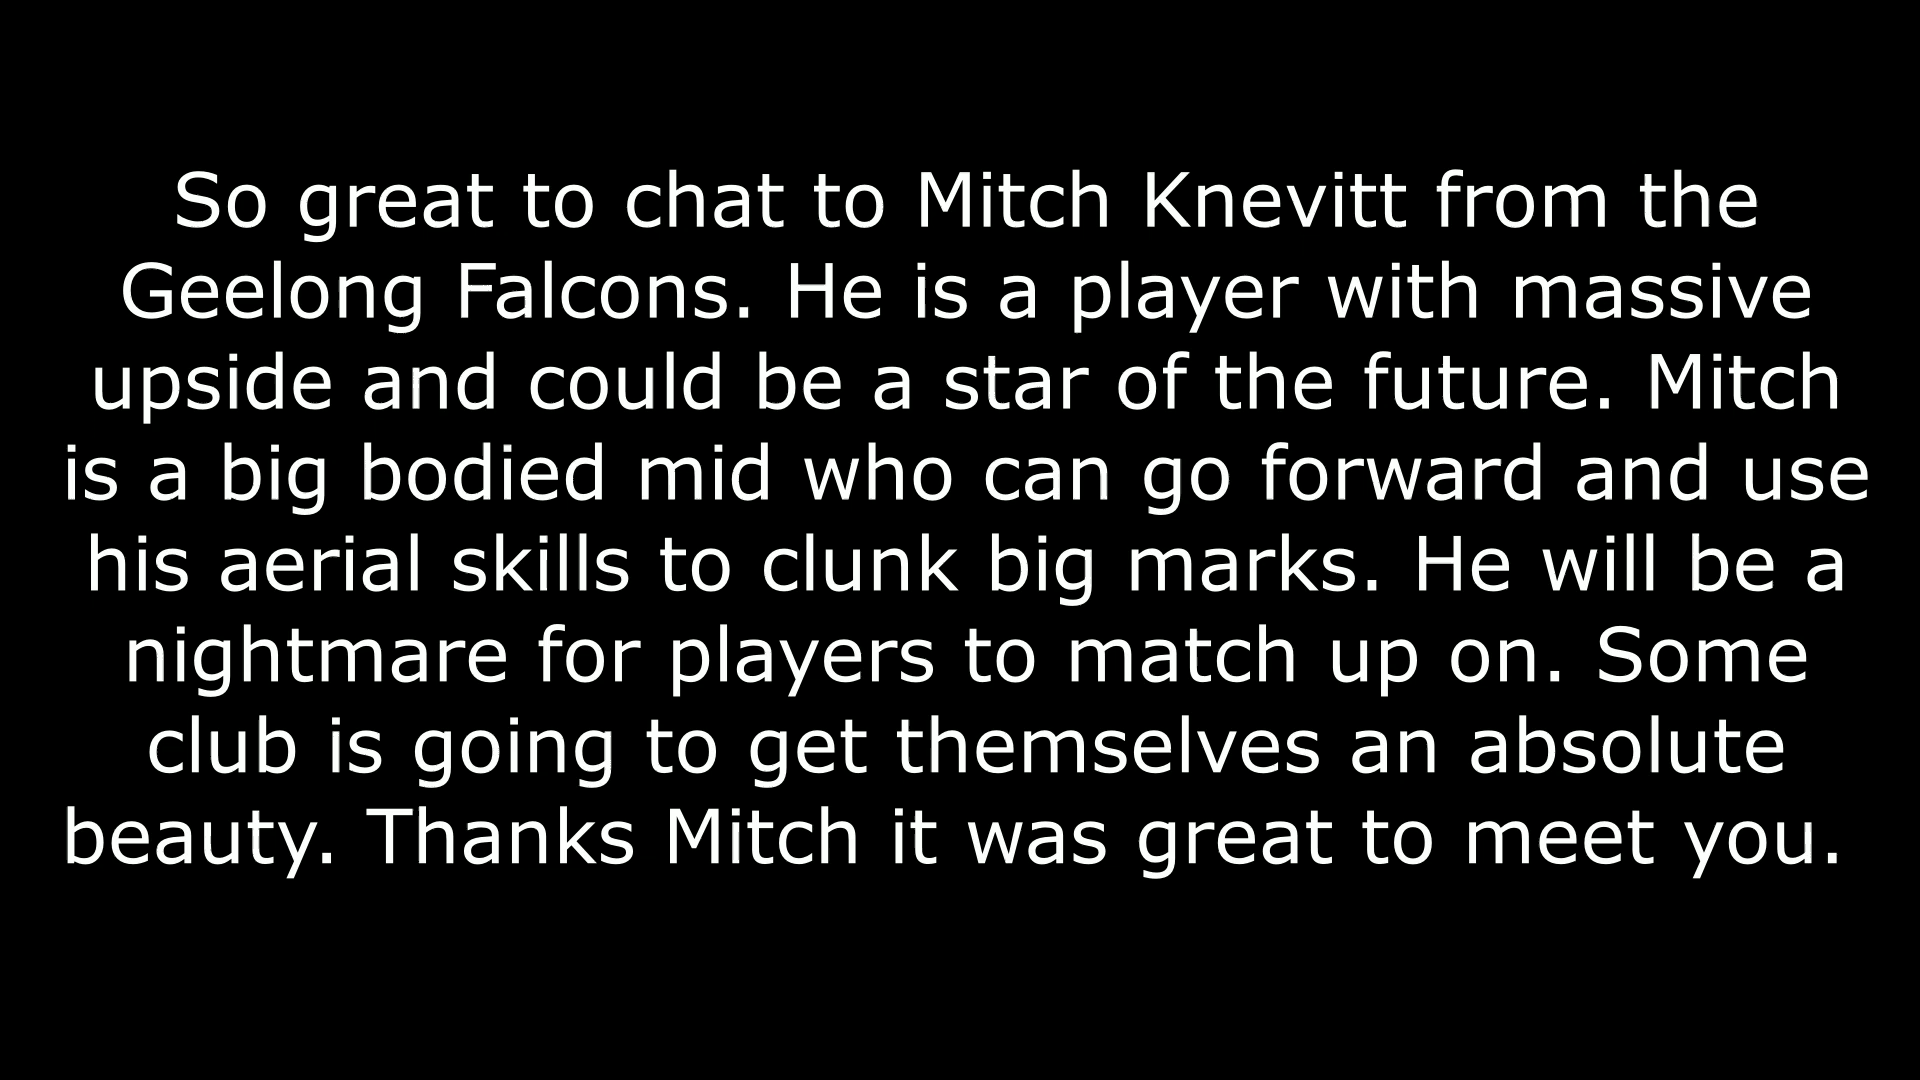 So great to chat to Mitch Knevitt from the
Geelong Falcons. He is a player with massive
upside and could be a star of the future. Mitch
is a big bodied mid who can go forward and use
his aerial skills to clunk big marks. He will be a
nightmare for players to match up on. Some
club is going to get themselves an absolute
beauty. Thanks Mitch it was great to meet you.